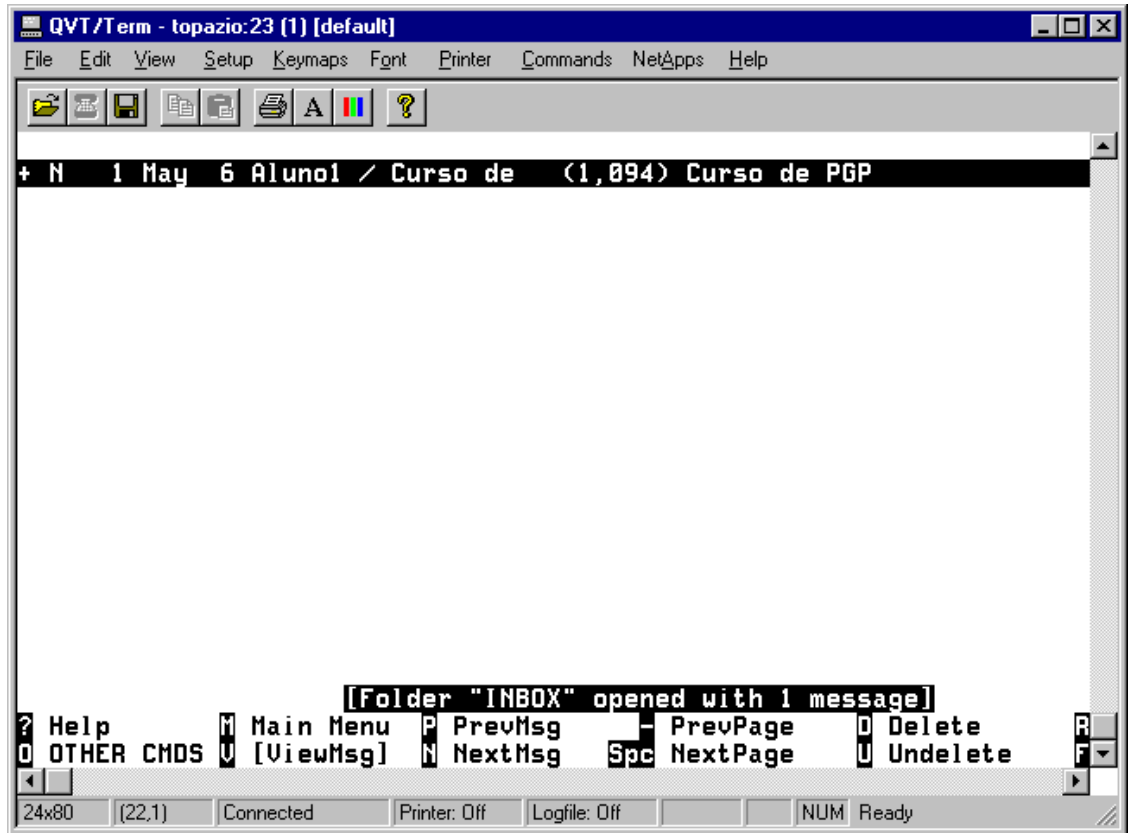 QVT/Term - topazio:23 (1) [default]
File Edit View Setup Keymaps Font Printer Commands NetApps Help
A ?
+ N 1 May 6 Aluno1 / Curso de (1,094) Curso de PGP
[Folder "INBOX" opened with 1 message]
? Help M Main Menu P PrevMsg - PrevPage D Delete R
O OTHER CMDS V [ViewMsg] N NextMsg Spc NextPage U Undelete F
24x80 (22,1) Connected Printer: Off Logfile: Off NUM Ready